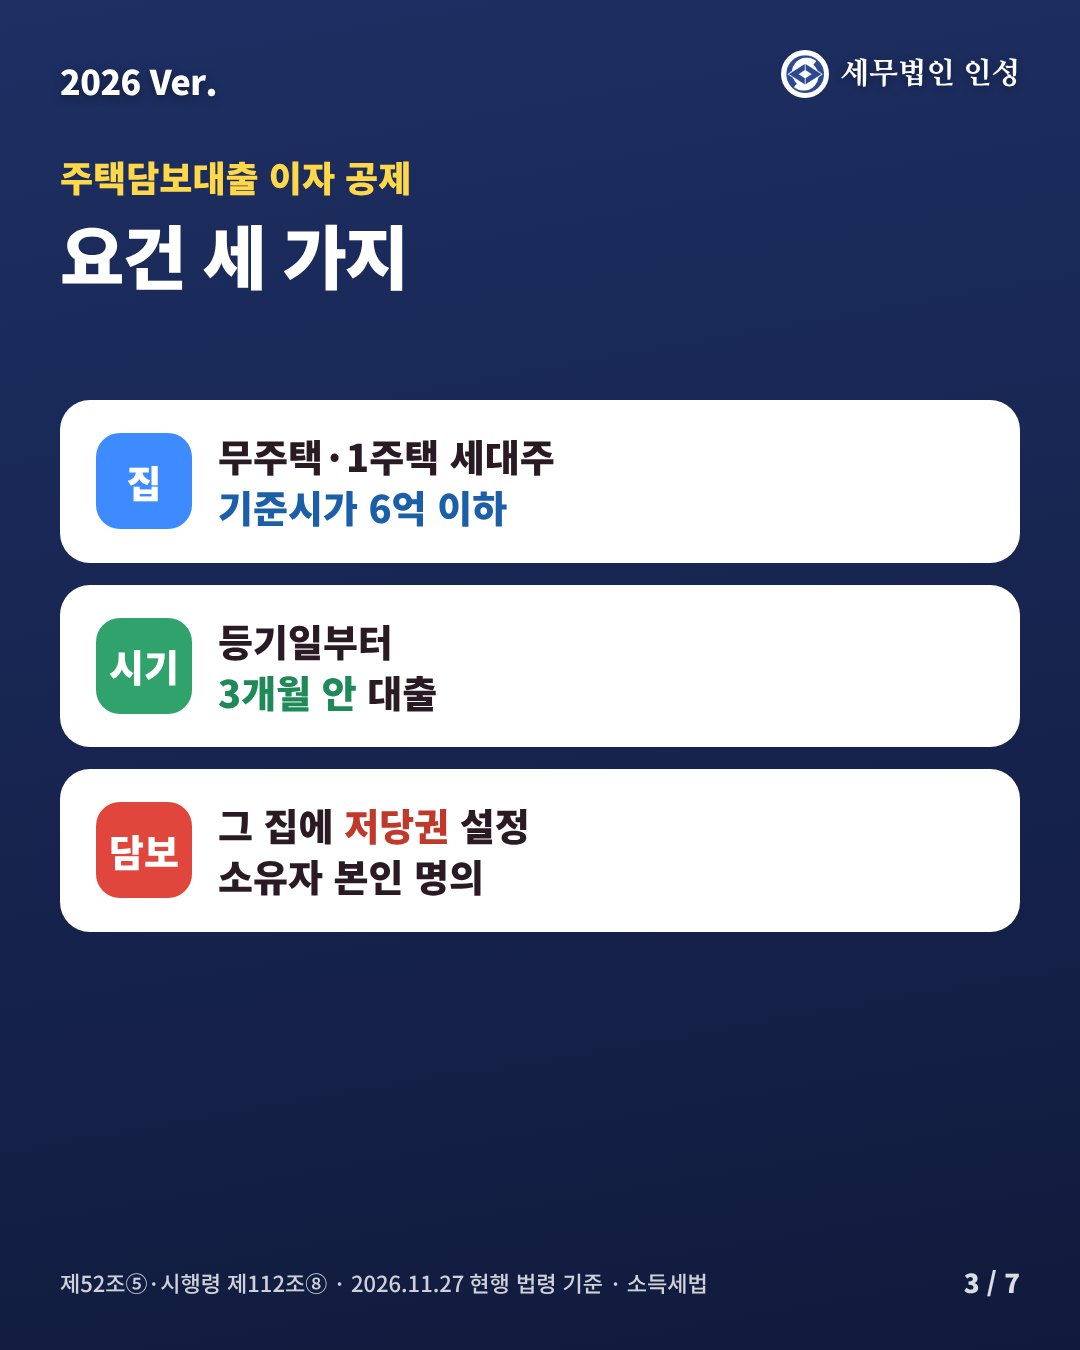 2026 Ver.
세무법인 인성
주택담보대출 이자 공제
요건 세 가지
집
무주택·1주택 세대주
기준시가 6억 이하
시기
등기일부터
3개월 안 대출
담보
그 집에 저당권 설정
소유자 본인 명의
제52조⑤·시행령 제112조⑧ · 2026.11.27 현행 법령 기준 · 소득세법
3 / 7